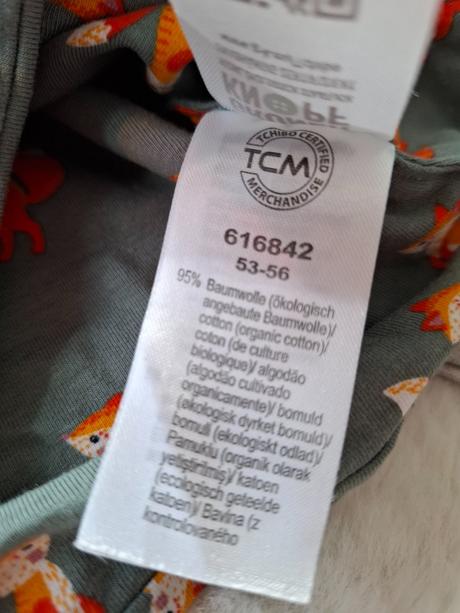 KNOPF
TCHIBO CERTIFIED
TCM
MERCHANDISE
616842
53-56
95% Baumwolle (ökologisch
angebaute Baumwolle)/
cotton (organic cotton)/
coton (de culture
biologique)/ algodão
(algodão cultivado
organicamente)/ bomuld
(økologisk dyrket bomuld)/
bomull (ekologiskt odlad)/
Pamuklu (organik olarak
yetiştirilmiş)/ katoen
(ecologisch geteelde
katoen)/ Bavlna (z
kontrolovaného